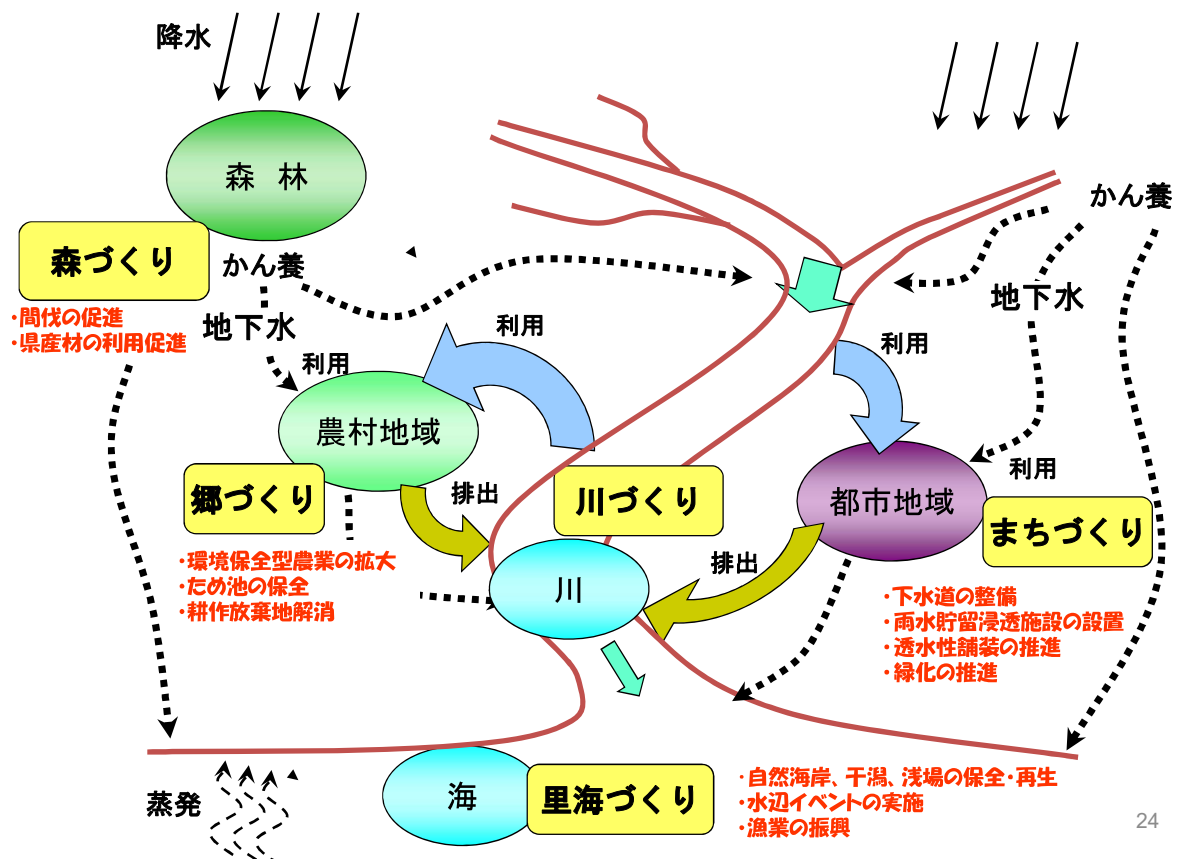 降水
森 林
かん養
森づくり
かん養
・間伐の促進
・県産材の利用促進
地下水
地下水
利用
利用
利用
農村地域
郷づくり
排出
川づくり
都市地域
利用
まちづくり
・環境保全型農業の拡大
・ため池の保全
・耕作放棄地解消
排出
川
・下水道の整備
・雨水貯留浸透施設の設置
・透水性舗装の推進
・緑化の推進
蒸発
海
里海づくり
・自然海岸、干潟、浅場の保全・再生
・水辺イベントの実施
・漁業の振興
24